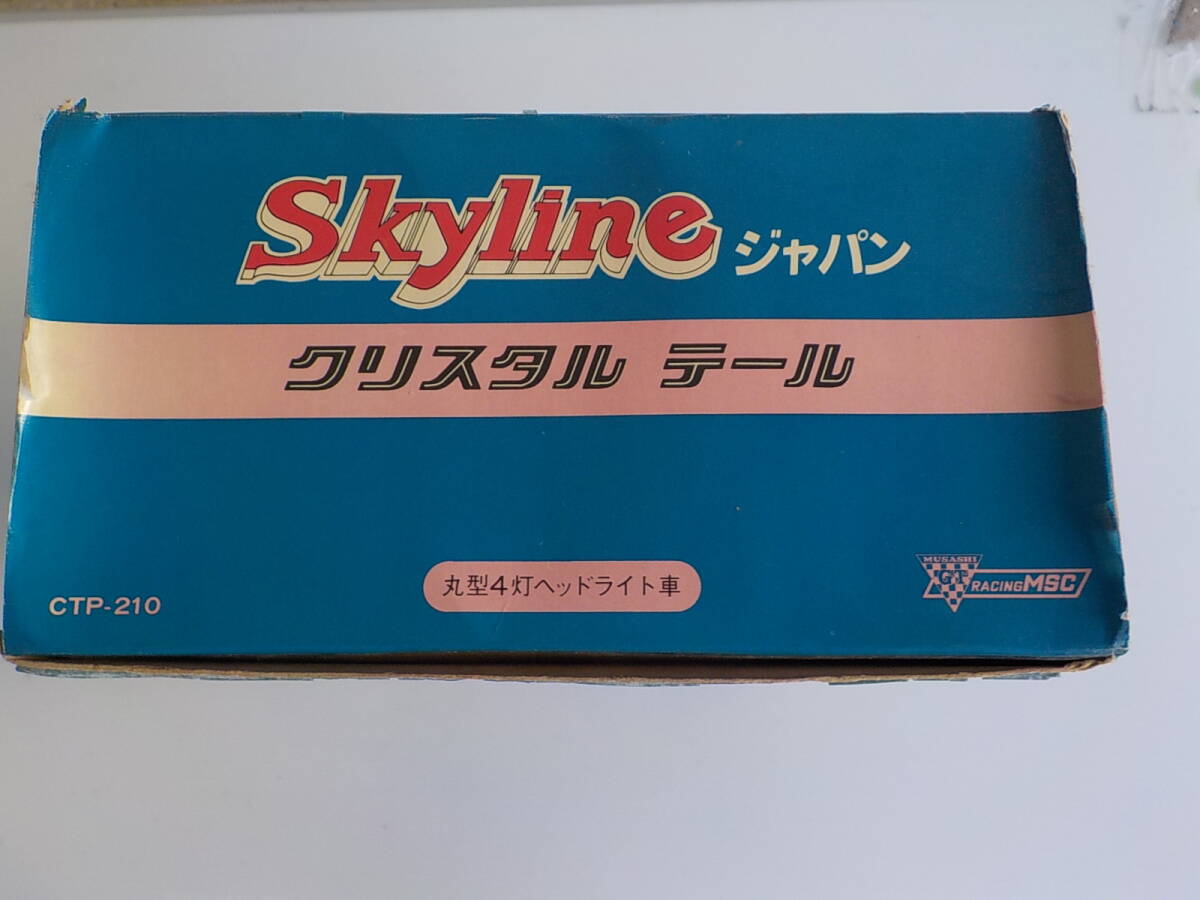 Skyline ジャパン
クリスタル テール
丸型4灯ヘッドライト車
CTP-210
MUSASHI
GT RACING MSC